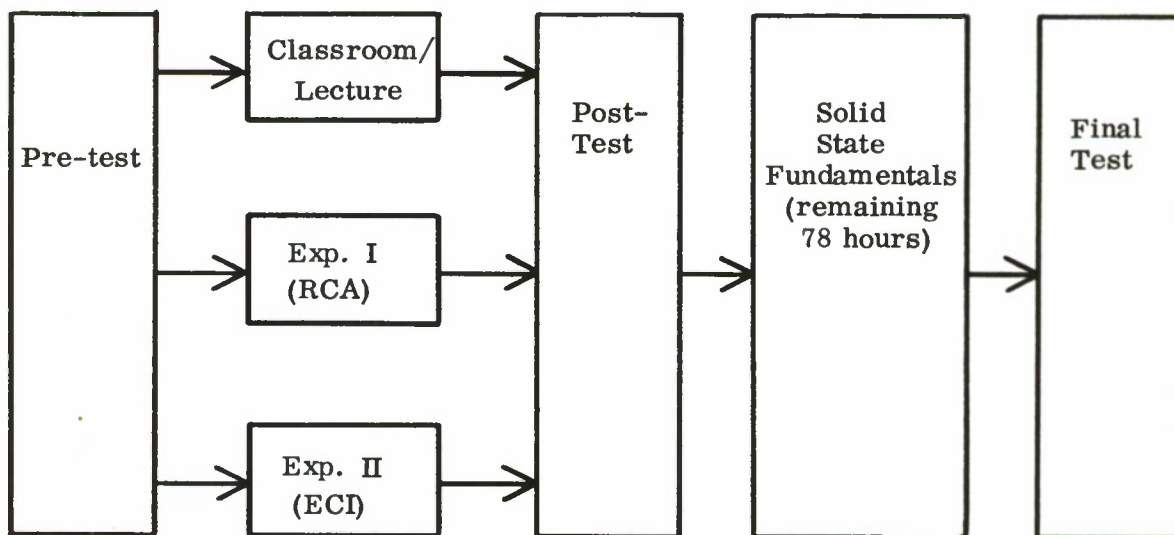 Pre-test
Classroom/
Lecture
Exp. I
(RCA)
Exp. II
(ECI)
Post-
Test
Solid
State
Fundamentals
(remaining
78 hours)
Final
Test